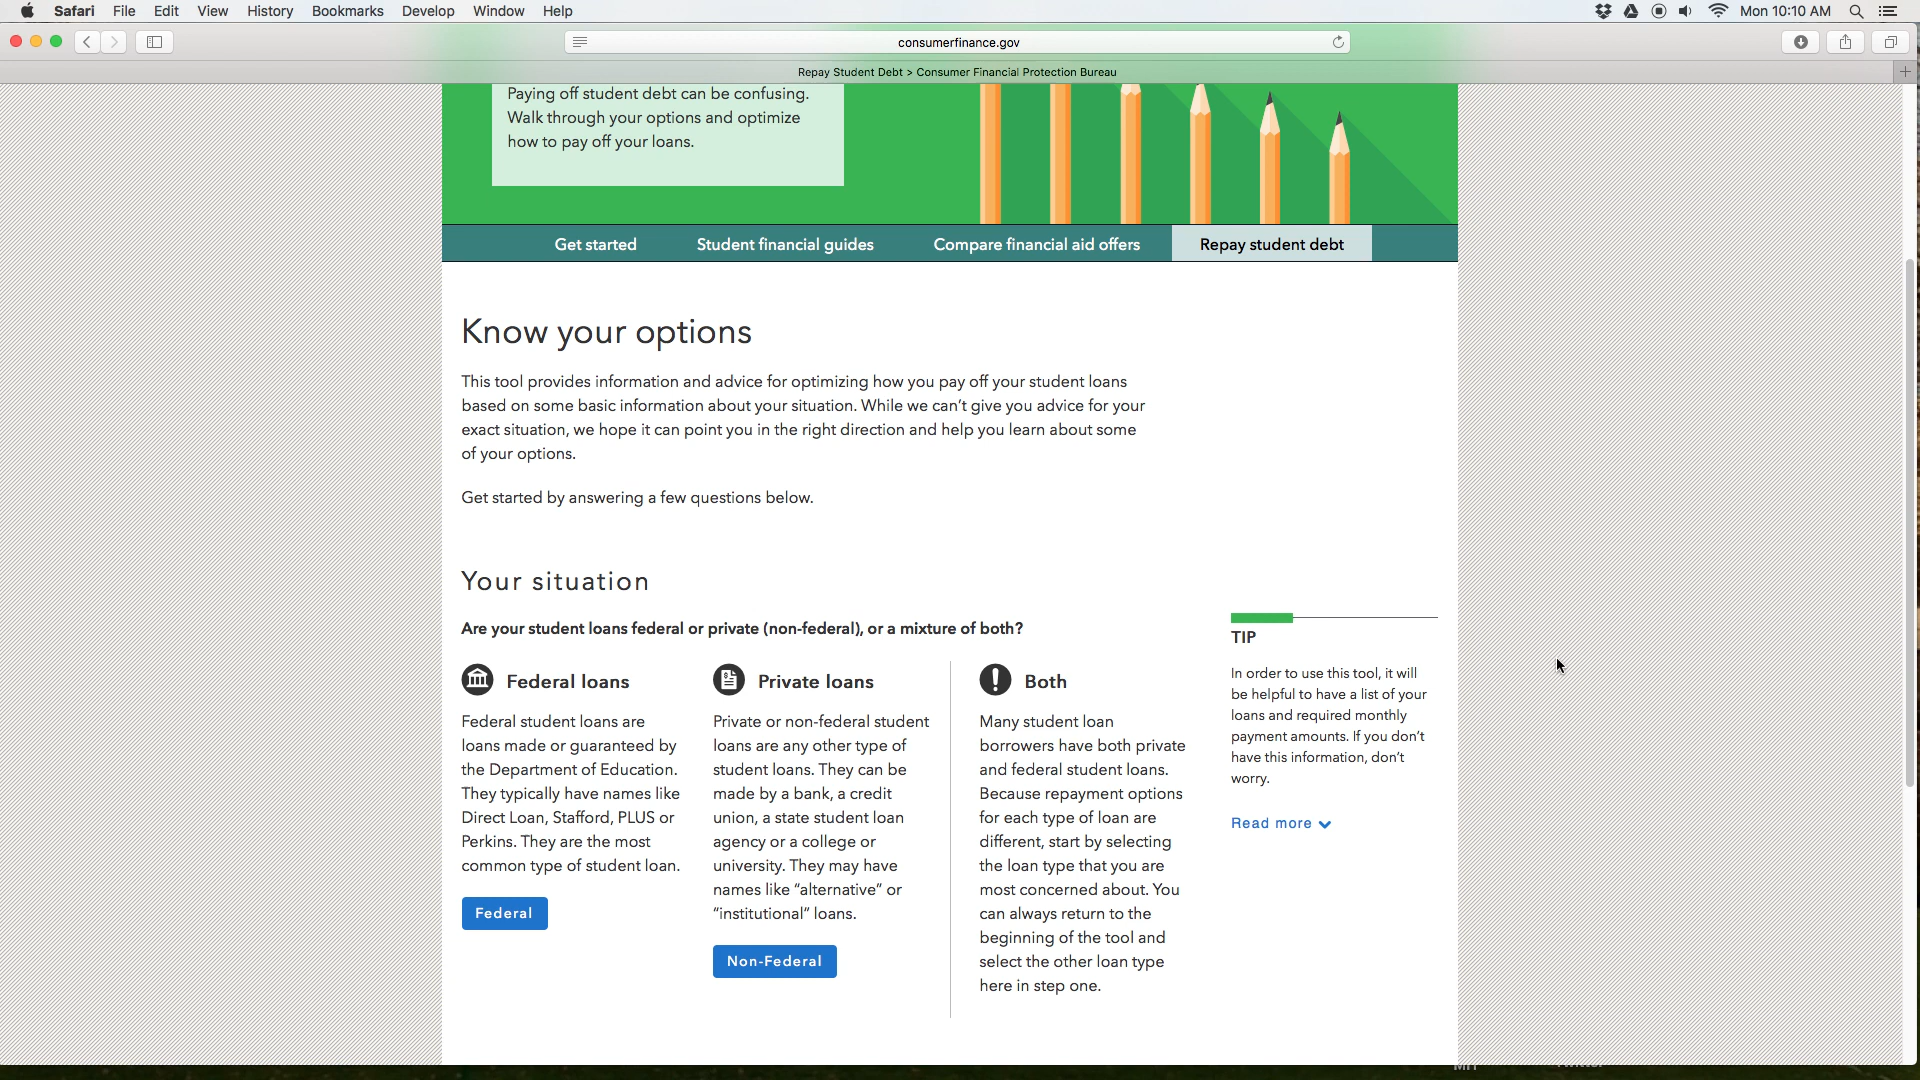 Safari File Edit View History Bookmarks Develop Window Help Mon 10:10 AM
consumerfinance.gov
Repay Student Debt > Consumer Financial Protection Bureau
Paying off student debt can be confusing.
Walk through your options and optimize
how to pay off your loans.
Get started Student financial guides Compare financial aid offers Repay student debt
Know your options
This tool provides information and advice for optimizing how you pay off your student loans
based on some basic information about your situation. While we can't give you advice for your
exact situation, we hope it can point you in the right direction and help you learn about some
of your options.
Get started by answering a few questions below.
Your situation
Are your student loans federal or private (non-federal), or a mixture of both?
Federal loans
Federal student loans are
loans made or guaranteed by
the Department of Education.
They typically have names like
Direct Loan, Stafford, PLUS or
Perkins. They are the most
common type of student loan.
Federal
Private loans
Private or non-federal student
loans are any other type of
student loans. They can be
made by a bank, a credit
union, a state student loan
agency or a college or
university. They may have
names like “alternative” or
“institutional” loans.
Non-Federal
Both
Many student loan
borrowers have both private
and federal student loans.
Because repayment options
for each type of loan are
different, start by selecting
the loan type that you are
most concerned about. You
can always return to the
beginning of the tool and
select the other loan type
here in step one.
TIP
In order to use this tool, it will
be helpful to have a list of your
loans and required monthly
payment amounts. If you don't
have this information, don't
worry.
Read more